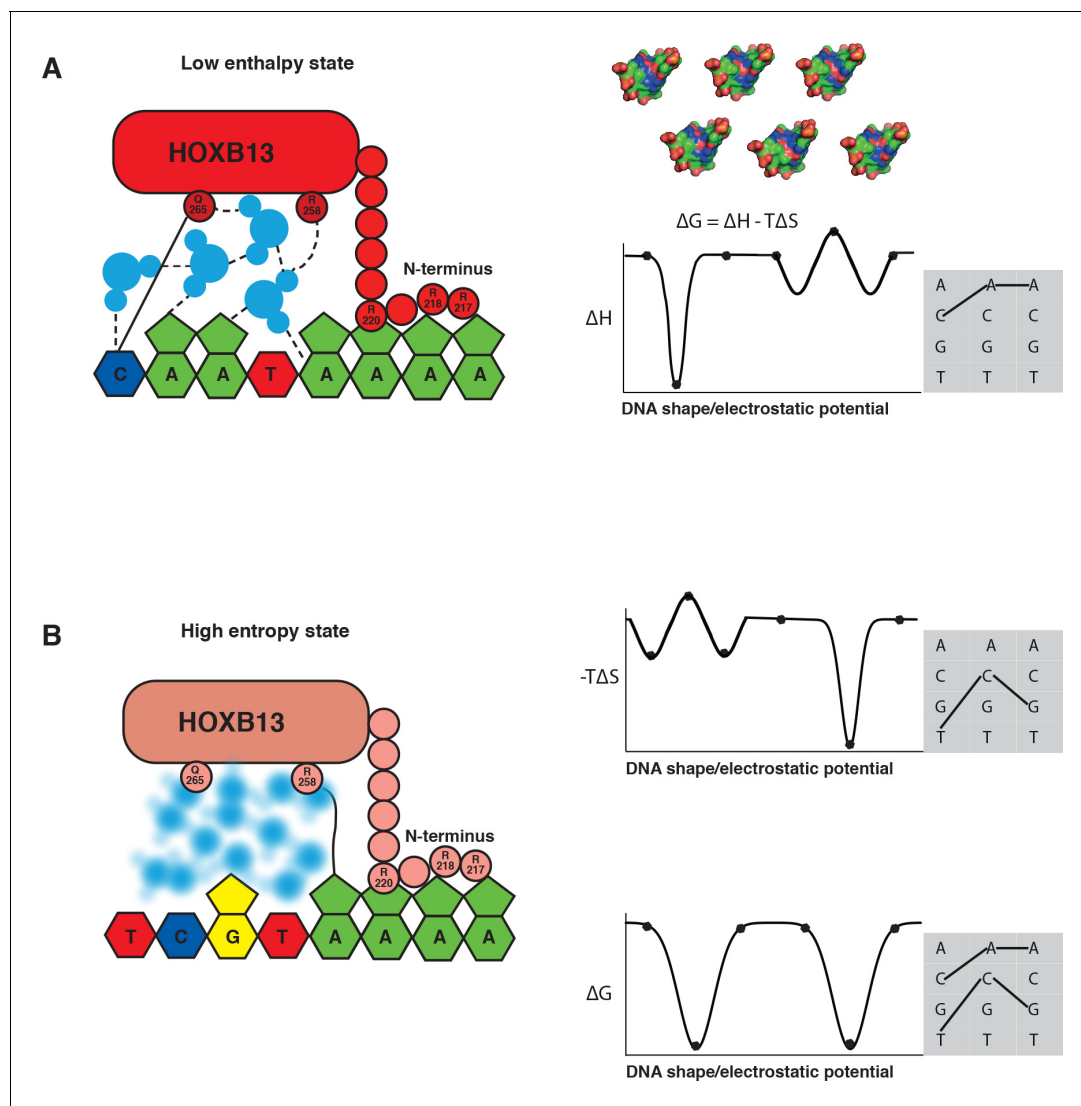 A
Low enthalpy state
HOXB13
Q
265
R
258
N-terminus
R
220
R
218
R
217
C A A T A A A A
ΔG = ΔH - TΔS
ΔH
DNA shape/electrostatic potential
A A A
C C C
G G G
T T T
B
High entropy state
HOXB13
Q
265
R
258
N-terminus
R
220
R
218
R
217
T C G T A A A A
-TΔS
DNA shape/electrostatic potential
A A A
C C C
G G G
T T T
ΔG
DNA shape/electrostatic potential
A A A
C C C
G G G
T T T